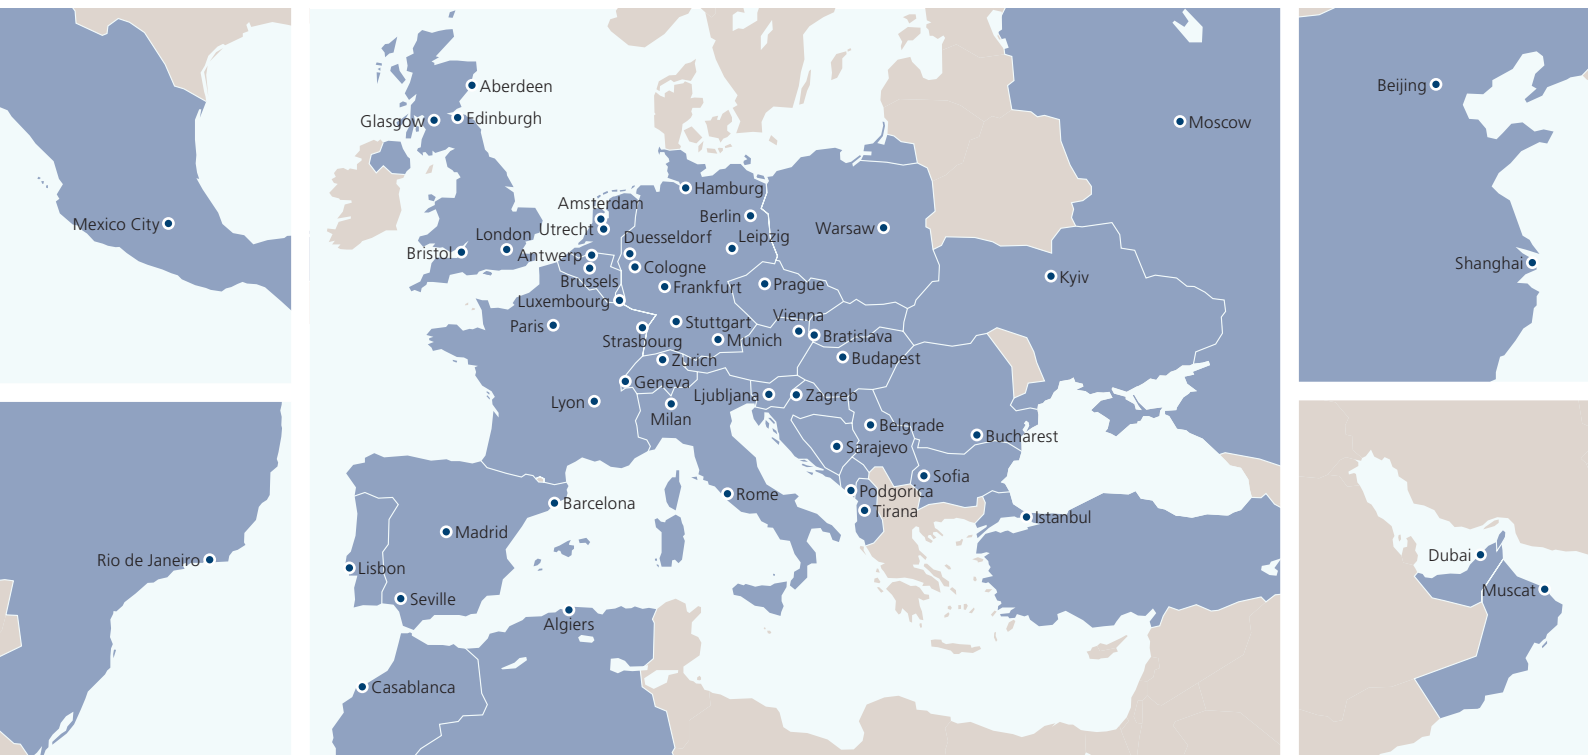 Mexico City
Rio de Janeiro
Aberdeen
Glasgow
Edinburgh
Moscow
Hamburg
Amsterdam
Berlin
Utrecht
London
Duesseldorf
Leipzig
Warsaw
Bristol
Antwerp
Cologne
Kyiv
Brussels
Frankfurt
Prague
Luxembourg
Paris
Stuttgart
Vienna
Strasbourg
Munich
Bratislava
Zurich
Budapest
Geneva
Lyon
Ljubljana
Zagreb
Milan
Belgrade
Bucharest
Sarajevo
Sofia
Rome
Podgorica
Barcelona
Tirana
Istanbul
Madrid
Lisbon
Seville
Algiers
Casablanca
Beijing
Shanghai
Dubai
Muscat